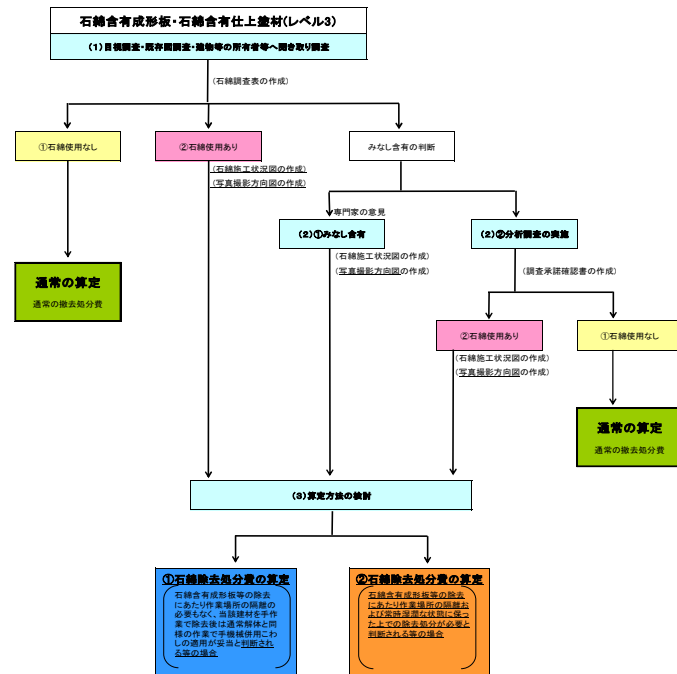 石綿含有成形板・石綿含有仕上塗材(レベル3)
(1)目視調査・既存図調査・建物等の所有者等へ聞き取り調査
(石綿調査表の作成)
①石綿使用なし
②石綿使用あり
みなし含有の判断
(石綿施工状況図の作成)
(写真撮影方向図の作成)
専門家の意見
(2)①みなし含有
(2)②分析調査の実施
(石綿施工状況図の作成)
(写真撮影方向図の作成)
(調査承諾確認書の作成)
通常の算定
通常の撤去処分費
②石綿使用あり
①石綿使用なし
(石綿施工状況図の作成)
(写真撮影方向図の作成)
通常の算定
通常の撤去処分費
(3)算定方法の検討
①石綿除去処分費の算定
石綿含有成形板等の除去
にあたり作業場所の隔離の
必要もなく、当該建材を手作
業で除去後は通常解体と同
様の作業で手機械併用こわ
しの適用が妥当と判断され
る等の場合
②石綿除去処分費の算定
石綿含有成形板等の除去
にあたり作業場所の隔離お
よび常時湿潤な状態に保っ
た上での除去処分が必要と
判断される等の場合